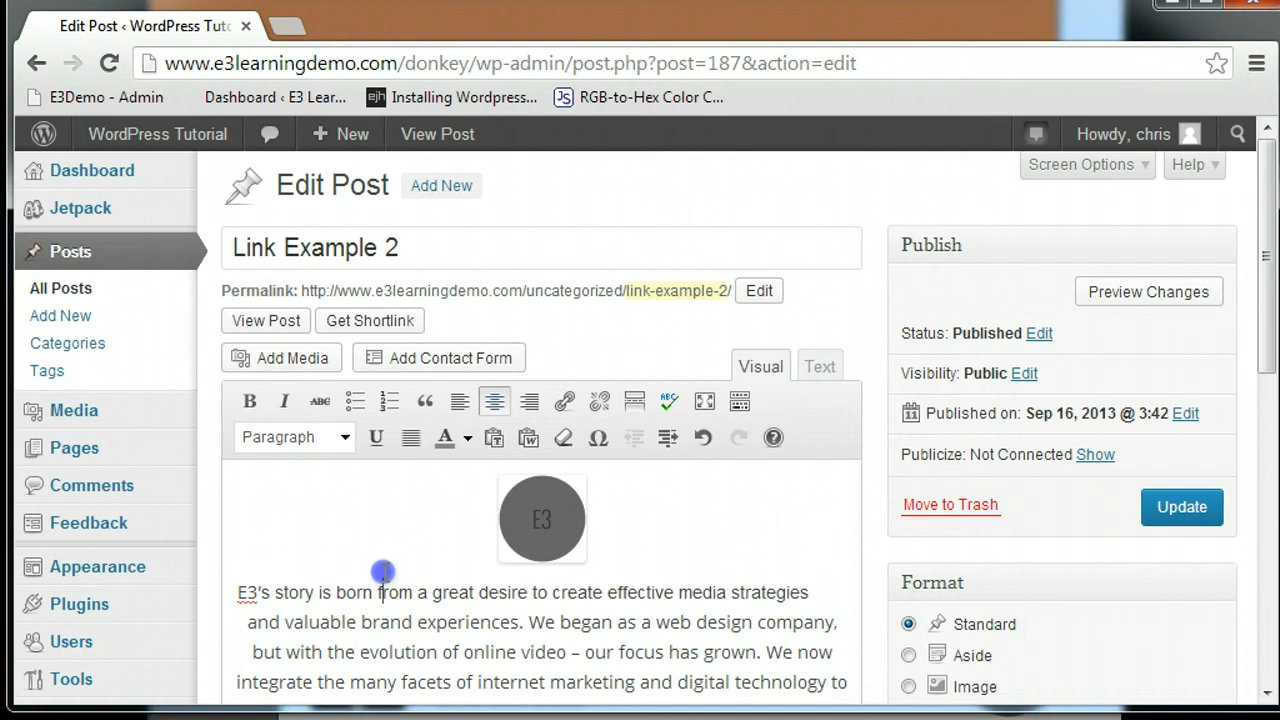 Edit Post ‹ WordPress Tuto
www.e3learningdemo.com/donkey/wp-admin/post.php?post=187&action=edit
E3Demo - Admin Dashboard ‹ E3 Lear... ejh Installing Wordpress... JS RGB-to-Hex Color C...
WordPress Tutorial + New View Post Howdy, chris
Screen Options Help
Dashboard
Jetpack
Posts
All Posts
Add New
Categories
Tags
Media
Pages
Comments
Feedback
Appearance
Plugins
Users
Tools
Edit Post Add New
Link Example 2
Permalink: http://www.e3learningdemo.com/uncategorized/link-example-2/ Edit
View Post Get Shortlink
Add Media Add Contact Form Visual Text
B I ABC ABC
Paragraph U A
E3
E3's story is born from a great desire to create effective media strategies
and valuable brand experiences. We began as a web design company,
but with the evolution of online video – our focus has grown. We now
integrate the many facets of internet marketing and digital technology to
Publish
Preview Changes
Status: Published Edit
Visibility: Public Edit
Published on: Sep 16, 2013 @ 3:42 Edit
Publicize: Not Connected Show
Move to Trash Update
Format
Standard
Aside
Image